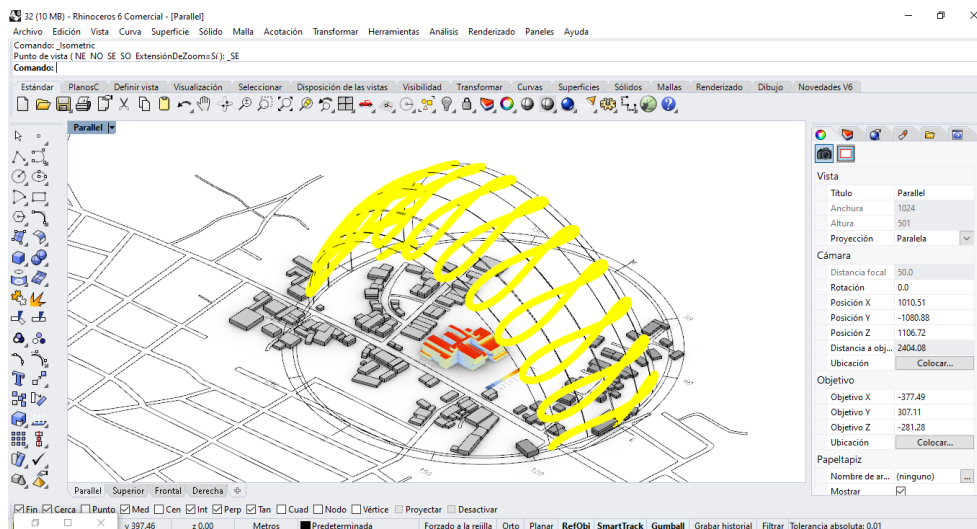 32 (10 MB) - Rhinoceros 6 Comercial - [Parallel]
Archivo Edición Vista Curva Superficie Sólido Malla Acotación Transformar Herramientas Análisis Renderizado Paneles Ayuda
Comando: _Isometric
Punto de vista ( NE NO SE SO ExtensiónDeZoom=Sí ): _SE
Comando:
Estándar PlanosC Definir vista Visualización Seleccionar Disposición de las vistas Visibilidad Transformar Curvas Superficies Sólidos Mallas Renderizado Dibujo Novedades V6
Parallel
Vista
Título Parallel
Anchura 1024
Altura 501
Proyección Paralela
Cámara
Distancia focal 50.0
Rotación 0.0
Posición X 1010.51
Posición Y -1080.88
Posición Z 1106.72
Distancia a obj... 2404.08
Ubicación Colocar...
Objetivo
Objetivo X -377.49
Objetivo Y 307.11
Objetivo Z -281.28
Ubicación Colocar...
Papeltapiz
Nombre de ar... (ninguno) ...
Mostrar
N
E
120
150
Parallel Superior Frontal Derecha
Fin Cerca Punto Med Cen Int Perp Tan Cuad Nodo Vértice Proyectar Desactivar
y 397.46 z 0.00 Metros Predeterminada Forzado a la rejilla Orto Planar RefObj SmartTrack Gumball Grabar historial Filtrar Tolerancia absoluta: 0.01